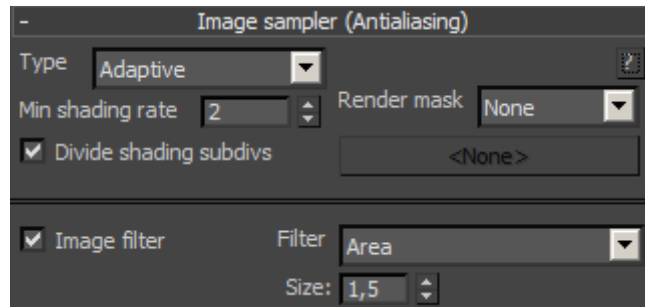 - Image sampler (Antialiasing)
Type Adaptive ?
Min shading rate 2 Render mask None
Divide shading subdivs <None>
Image filter Filter Area
Size: 1,5